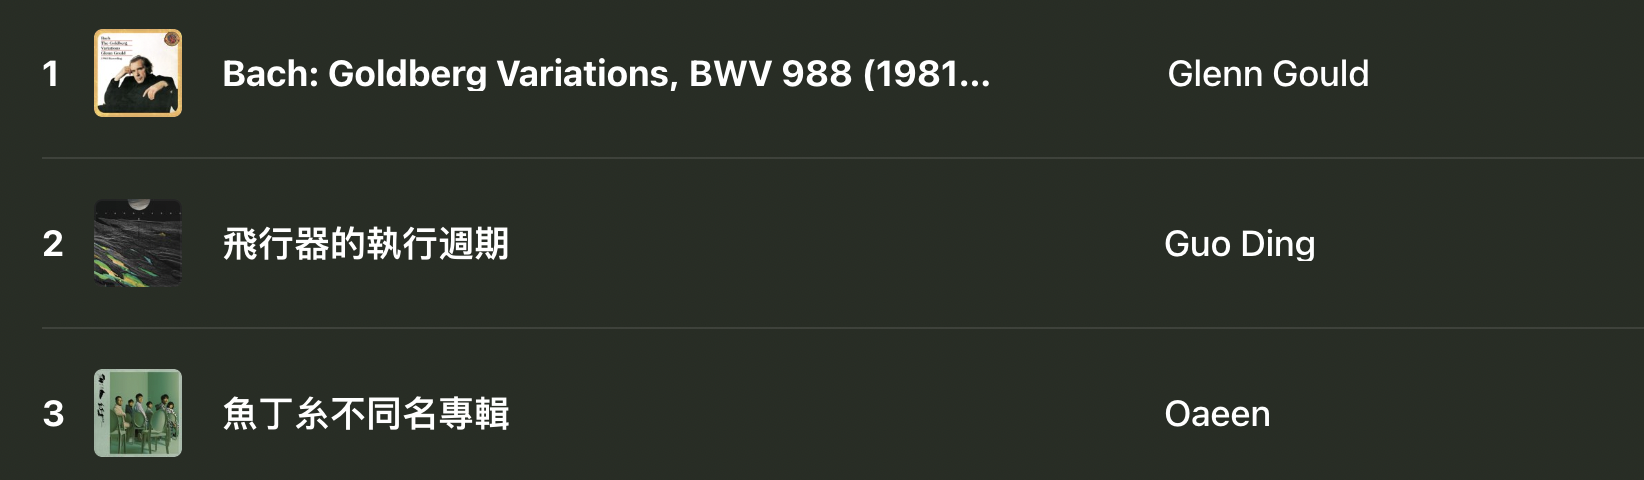 1 Bach: Goldberg Variations, BWV 988 (1981... Glenn Gould
2 飛行器的執行週期 Guo Ding
3 魚丁糸不同名專輯 Oaeen